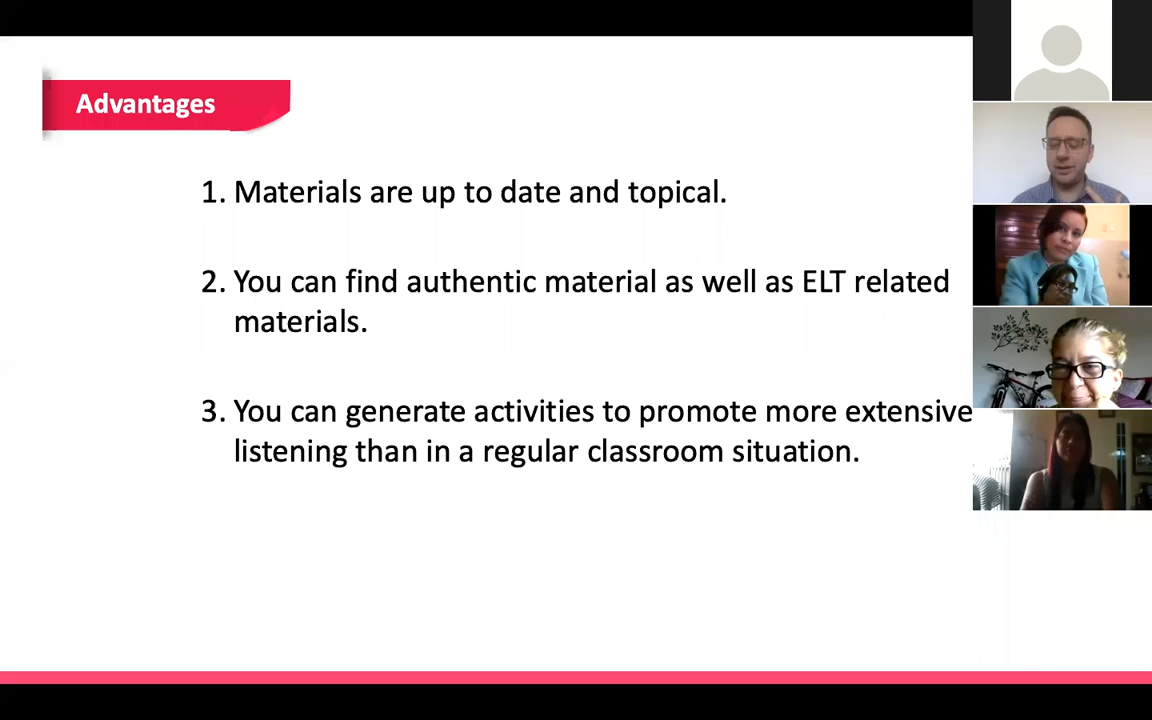 Advantages
1. Materials are up to date and topical.
2. You can find authentic material as well as ELT related
materials.
3. You can generate activities to promote more extensive
listening than in a regular classroom situation.